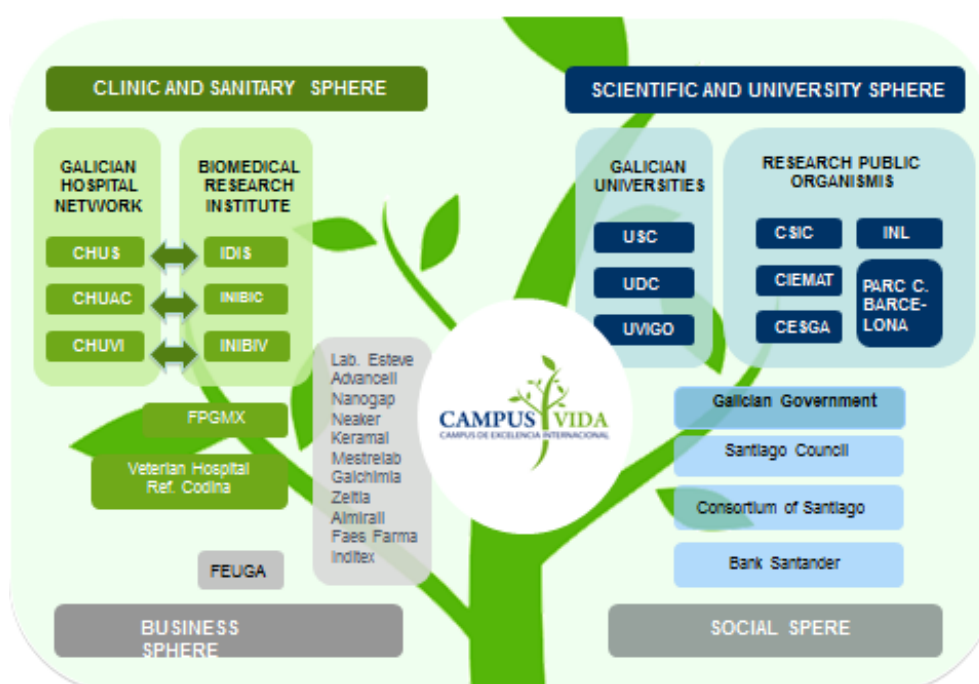 CLINIC AND SANITARY SPHERE
SCIENTIFIC AND UNIVERSITY SPHERE
GALICIAN
HOSPITAL
NETWORK
BIOMEDICAL
RESEARCH
INSTITUTE
CHUS
IDIS
CHUAC
INIBIC
CHUVI
INIBIV
FPGMX
Veterian Hospital
Ref. Codina
GALICIAN
UNIVERSITIES
USC
UDC
UVIGO
RESEARCH PUBLIC
ORGANISMIS
CSIC
INL
CIEMAT
CESGA
PARC C.
BARCE-
LONA
Lab. Esteve
Advancell
Nanogap
Neaker
Keramal
Mestrelab
Galchimia
Zeltia
Almirall
Faes Farma
Inditex
CAMPUS VIDA
CAMPUS DE EXCELENCIA INTERNACIONAL
Galician Government
Santiago Council
Consortium of Santiago
Bank Santander
FEUGA
BUSINESS
SPHERE
SOCIAL SPERE